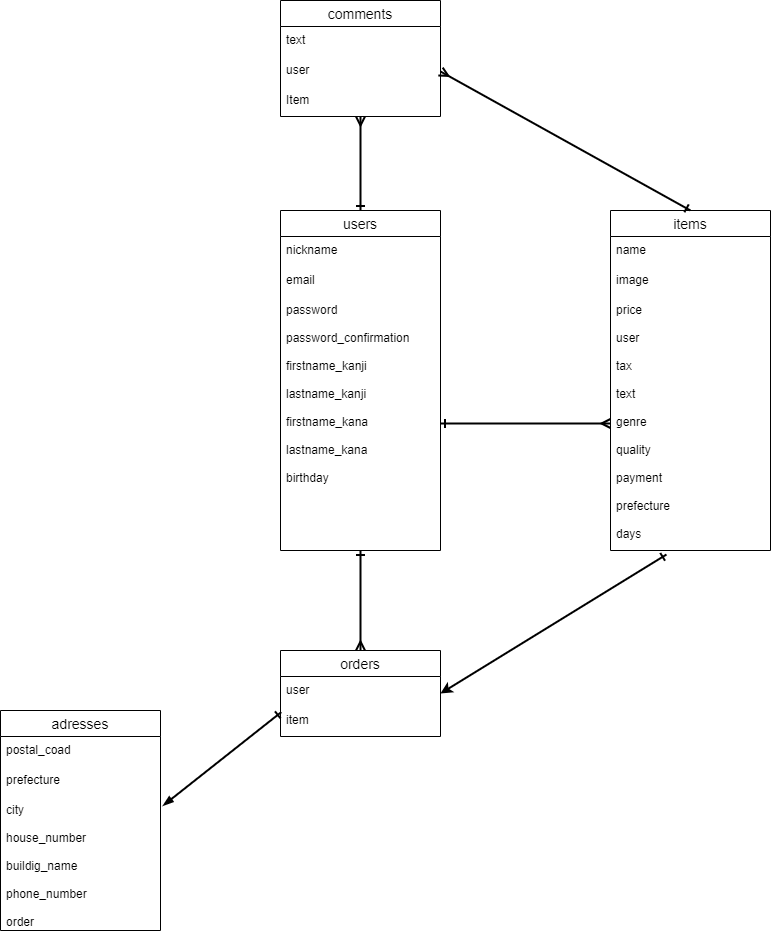 comments
text
user
Item
users
nickname
email
password
password_confirmation
firstname_kanji
lastname_kanji
firstname_kana
lastname_kana
birthday
items
name
image
price
user
tax
text
genre
quality
payment
prefecture
days
orders
user
item
adresses
postal_coad
prefecture
city
house_number
buildig_name
phone_number
order